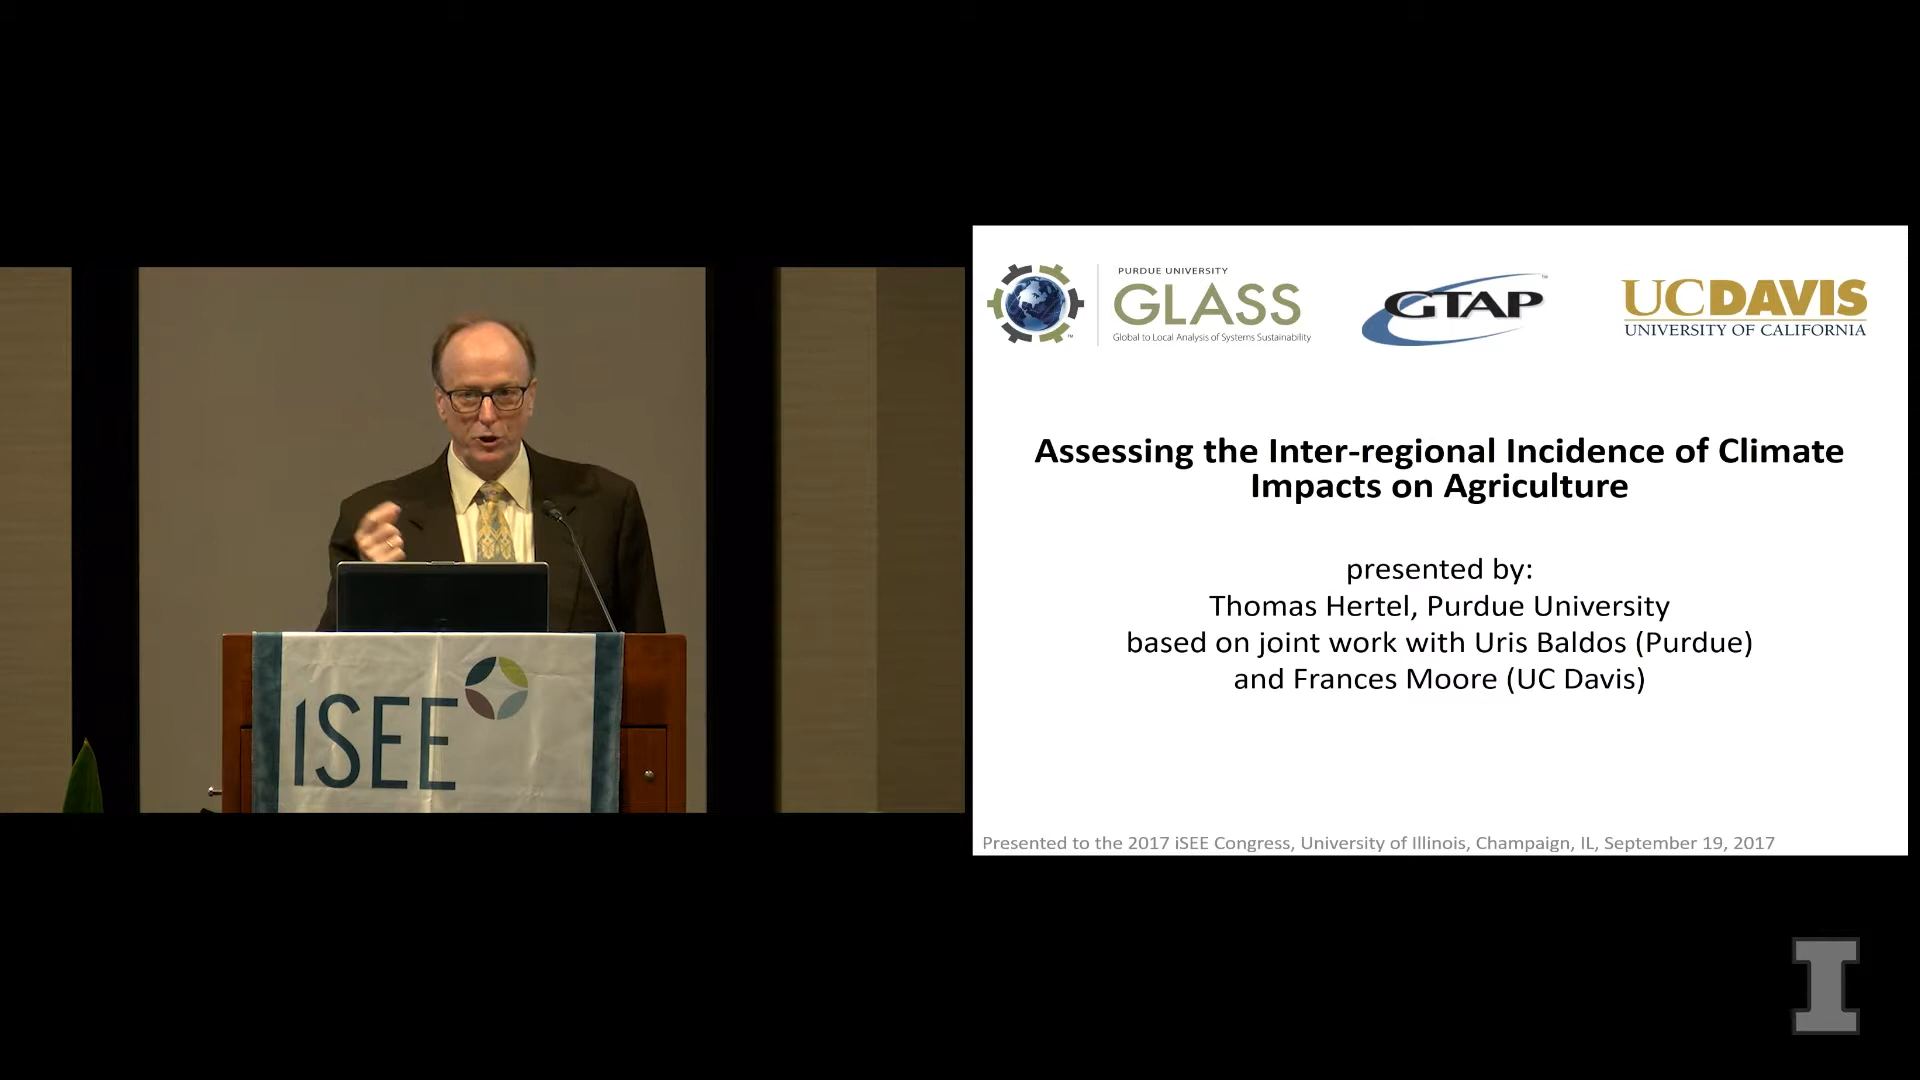 iSEE
PURDUE UNIVERSITY
GLASS
Global to Local Analysis of Systems Sustainability
GTAP
UCDAVIS
UNIVERSITY OF CALIFORNIA
Assessing the Inter-regional Incidence of Climate
Impacts on Agriculture
presented by:
Thomas Hertel, Purdue University
based on joint work with Uris Baldos (Purdue)
and Frances Moore (UC Davis)
Presented to the 2017 iSEE Congress, University of Illinois, Champaign, IL, September 19, 2017
I